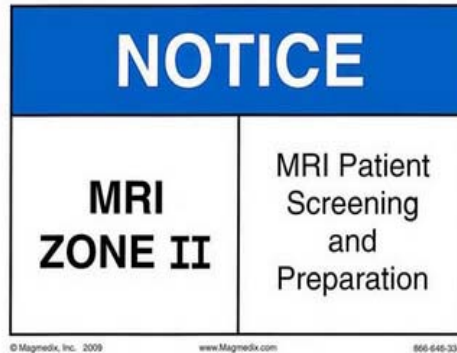 NOTICE
MRI
ZONE II
MRI Patient
Screening
and
Preparation
© Magmedix, Inc. 2009 www.Magmedix.com